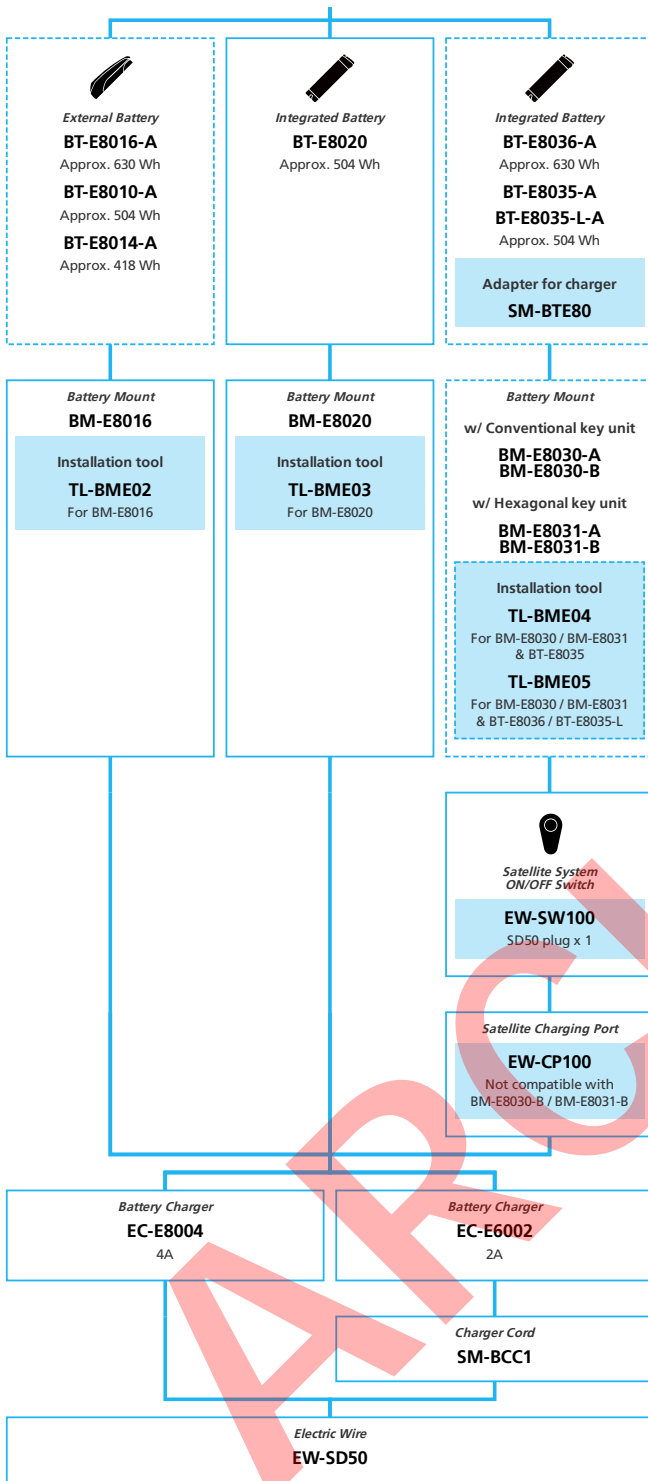 External Battery
BT-E8016-A
Approx. 630 Wh
BT-E8010-A
Approx. 504 Wh
BT-E8014-A
Approx. 418 Wh
Integrated Battery
BT-E8020
Approx. 504 Wh
Integrated Battery
BT-E8036-A
Approx. 630 Wh
BT-E8035-A
BT-E8035-L-A
Approx. 504 Wh
Adapter for charger
SM-BTE80
Battery Mount
BM-E8016
Installation tool
TL-BME02
For BM-E8016
Battery Mount
BM-E8020
Installation tool
TL-BME03
For BM-E8020
Battery Mount
w/ Conventional key unit
BM-E8030-A
BM-E8030-B
w/ Hexagonal key unit
BM-E8031-A
BM-E8031-B
Installation tool
TL-BME04
For BM-E8030 / BM-E8031
& BT-E8035
TL-BME05
For BM-E8030 / BM-E8031
& BT-E8036 / BT-E8035-L
Satellite System
ON/OFF Switch
EW-SW100
SD50 plug x 1
Satellite Charging Port
EW-CP100
Not compatible with
BM-E8030-B / BM-E8031-B
Battery Charger
EC-E8004
4A
Battery Charger
EC-E6002
2A
Charger Cord
SM-BCC1
Electric Wire
EW-SD50
ARC